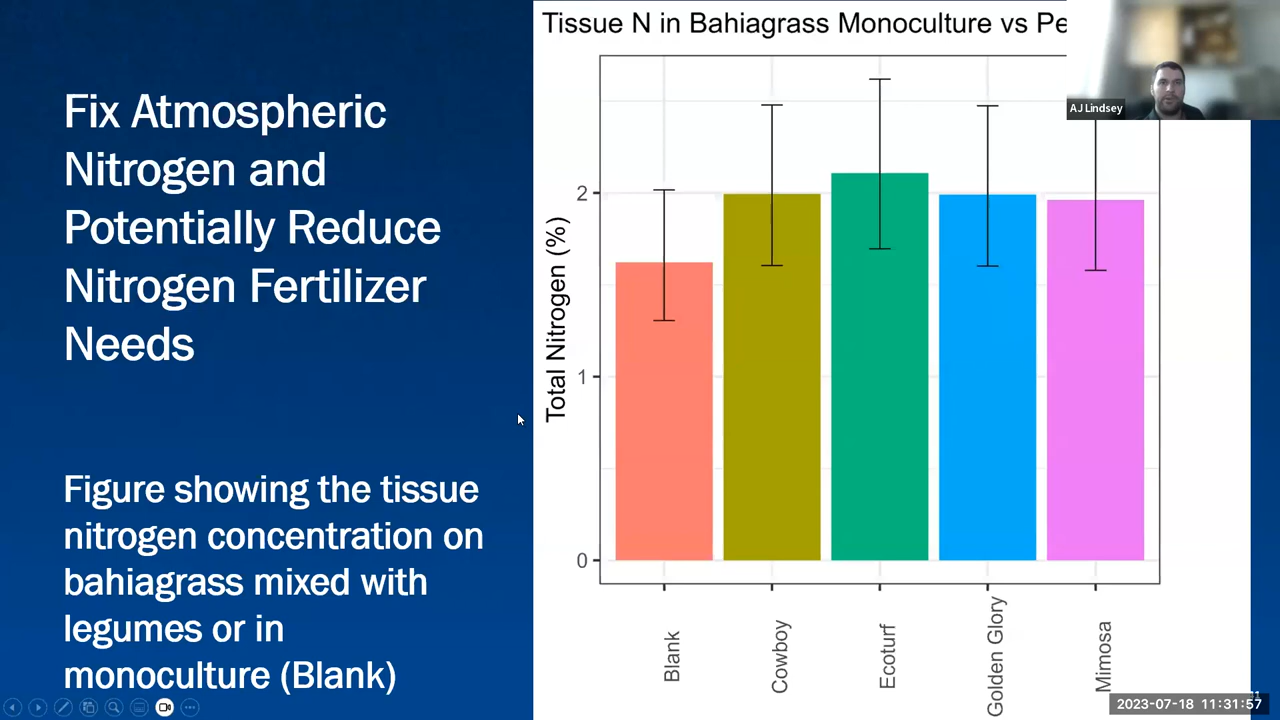 Fix Atmospheric
Nitrogen and
Potentially Reduce
Nitrogen Fertilizer
Needs
Figure showing the tissue
nitrogen concentration on
bahiagrass mixed with
legumes or in
monoculture (Blank)
Tissue N in Bahiagrass Monoculture vs Pe
AJ Lindsey
Total Nitrogen (%)
2
1
0
Blank
Cowboy
Ecoturf
Golden Glory
Mimosa
2023-07-18 11:31:57